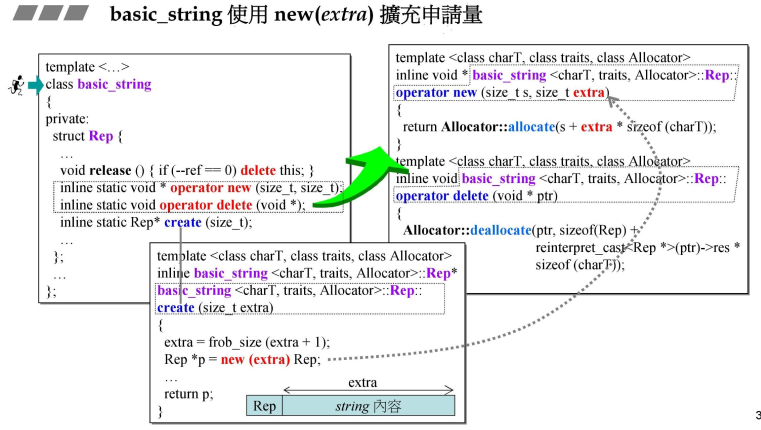 basic_string 使用 new(extra) 擴充申請量
template <…>
class basic_string
{
private:
struct Rep {
…
void release () { if (--ref == 0) delete this; }
inline static void * operator new (size_t, size_t);
inline static void operator delete (void *);
inline static Rep* create (size_t);
…
};
…
};
template <class charT, class traits, class Allocator>
inline void * basic_string <charT, traits, Allocator>::Rep::
operator new (size_t s, size_t extra)
{
return Allocator::allocate(s + extra * sizeof (charT));
}
template <class charT, class traits, class Allocator>
inline void basic_string <charT, traits, Allocator>::Rep::
operator delete (void * ptr)
{
Allocator::deallocate(ptr, sizeof(Rep) +
reinterpret_cast<Rep *>(ptr)->res *
sizeof (charT));
template <class charT, class traits, class Allocator>
inline basic_string <charT, traits, Allocator>::Rep*
basic_string <charT, traits, Allocator>::Rep::
create (size_t extra)
{
extra = frob_size (extra + 1);
Rep *p = new (extra) Rep;
…
return p;
}
extra
Rep string 內容
3